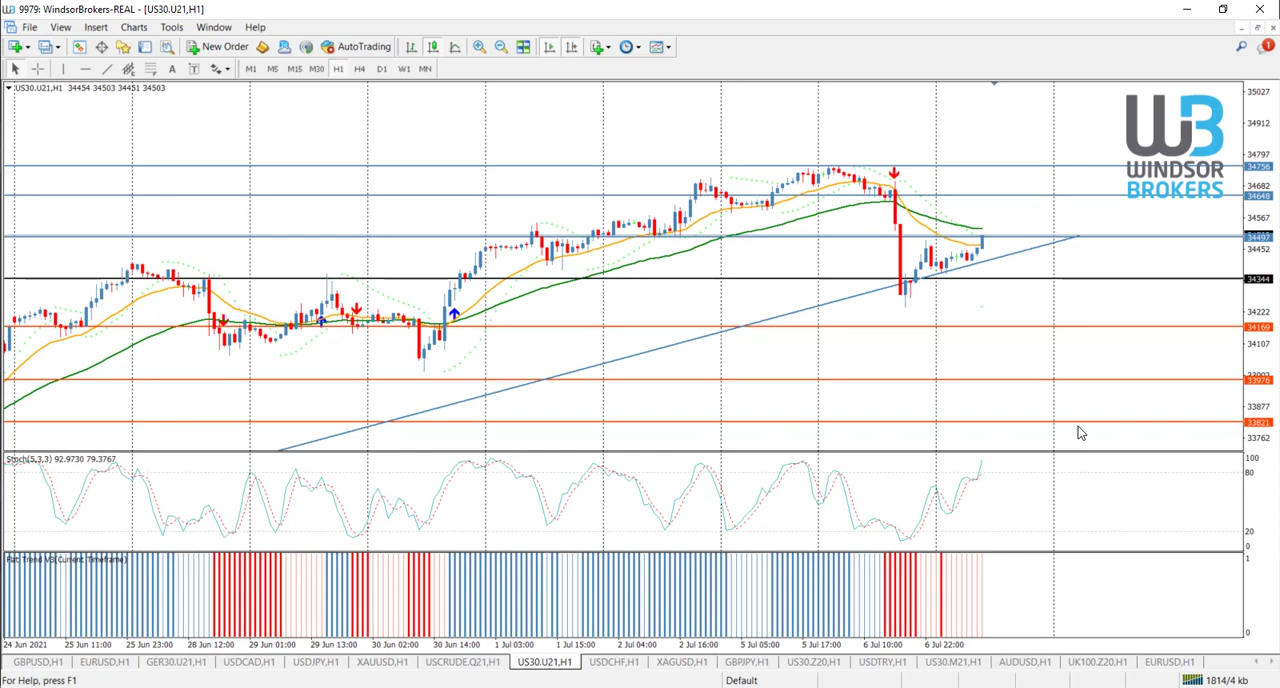 9979: WindsorBrokers-REAL - [US30.U21,H1]
File View Insert Charts Tools Window Help
New Order AutoTrading 1
A T M1 M5 M15 M30 H1 H4 D1 W1 MN
US30.U21,H1 34454 34503 34451 34503
WINDSOR
BROKERS
35027
34912
34797
34756
34682
34648
34567
34497
34452
34344
34222
34169
34107
33976
33877
33821
33762
Stoch(5,3,3) 92.9730 79.3767
100
80
20
0
Flat Trend V3(Current Timeframe)
1
0
24 Jun 2021 25 Jun 11:00 25 Jun 23:00 28 Jun 12:00 29 Jun 01:00 29 Jun 14:00 30 Jun 02:00 30 Jun 14:00 1 Jul 03:00 1 Jul 15:00 2 Jul 04:00 2 Jul 16:00 5 Jul 05:00 5 Jul 17:00 6 Jul 10:00 6 Jul 22:00
GBPUSD,H1 EURUSD,H1 GER30.U21,H1 USDCAD,H1 USDJPY,H1 XAUUSD,H1 USCRUDE.Q21,H1 US30.U21,H1 USDCHF,H1 XAGUSD,H1 GBPJPY,H1 US30.Z20,H1 USDTRY,H1 US30.M21,H1 AUDUSD,H1 UK100.Z20,H1 EURUSD,H1
For Help, press F1 Default 1814/4 kb